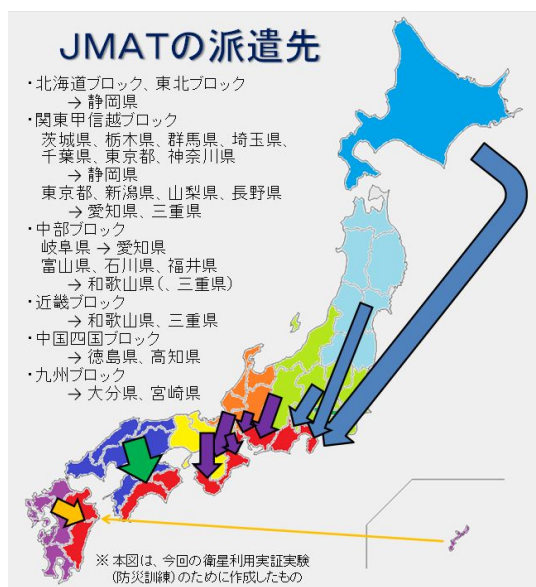 JMATの派遣先
・北海道ブロック、東北ブロック
→ 静岡県
・関東甲信越ブロック
茨城県、栃木県、群馬県、埼玉県、
千葉県、東京都、神奈川県
→ 静岡県
東京都、新潟県、山梨県、長野県
→ 愛知県、三重県
・中部ブロック
岐阜県 → 愛知県
富山県、石川県、福井県
→ 和歌山県(、三重県)
・近畿ブロック
→ 和歌山県、三重県
・中国四国ブロック
→ 徳島県、高知県
・九州ブロック
→ 大分県、宮崎県
※ 本図は、今回の衛星利用実証実験
(防災訓練)のために作成したもの